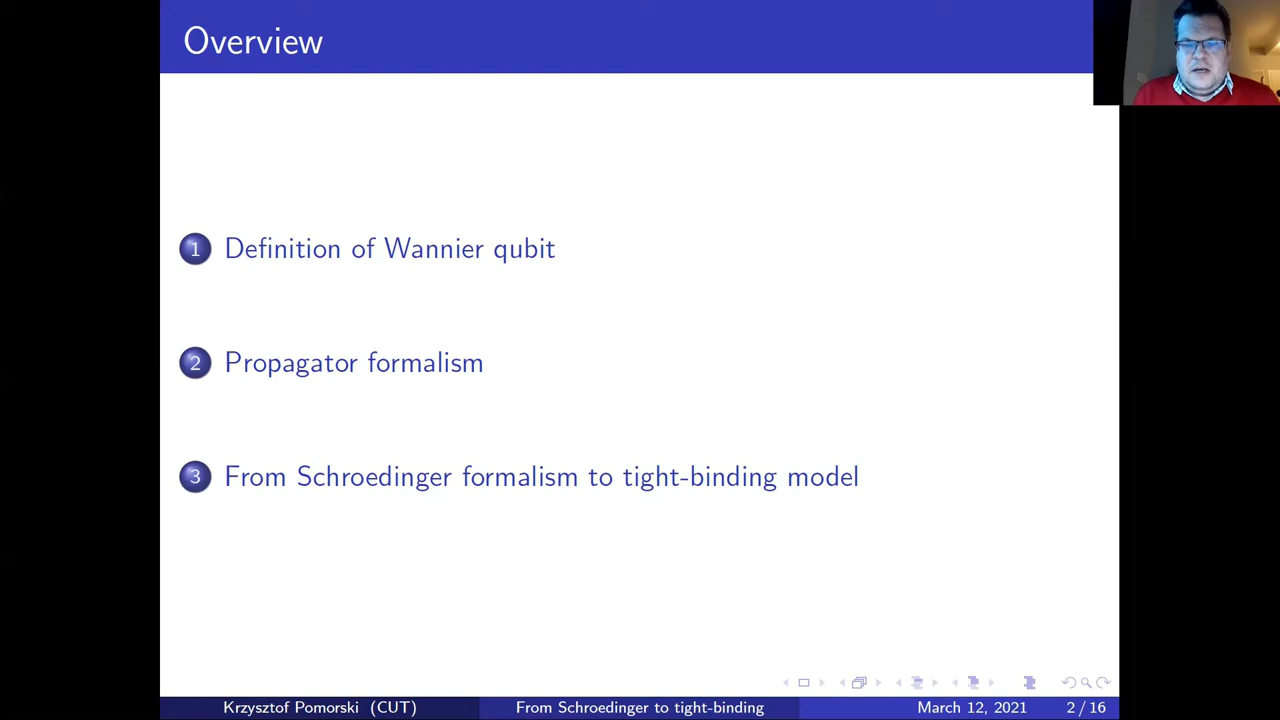 Overview
1 Definition of Wannier qubit
2 Propagator formalism
3 From Schroedinger formalism to tight-binding model
Krzysztof Pomorski (CUT) From Schroedinger to tight-binding March 12, 2021 2 / 16